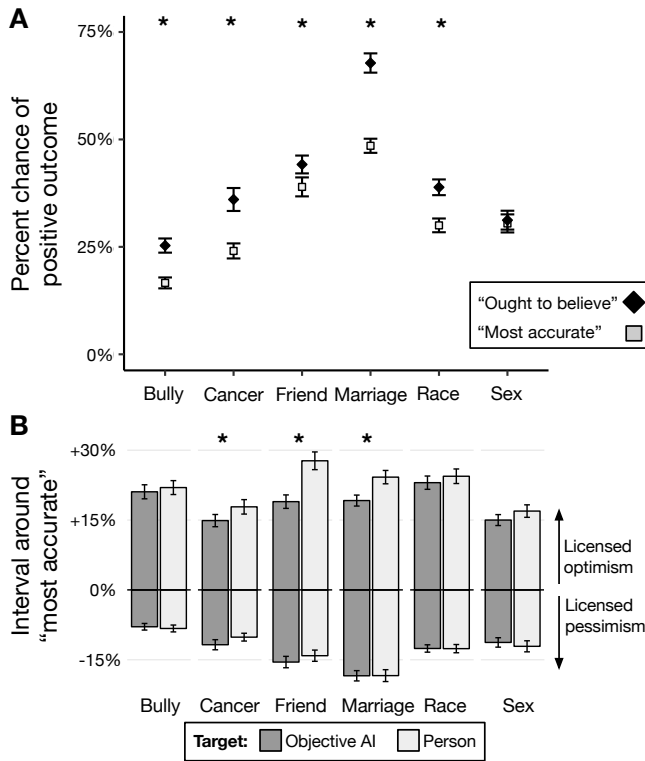 A
Percent chance of
positive outcome
75%
50%
25%
0%
* * * * *
"Ought to believe"
"Most accurate"
Bully Cancer Friend Marriage Race Sex
B
Interval around
"most accurate"
+30%
+15%
0%
-15%
* * *
Licensed
optimism
Licensed
pessimism
Bully Cancer Friend Marriage Race Sex
Target: Objective AI Person